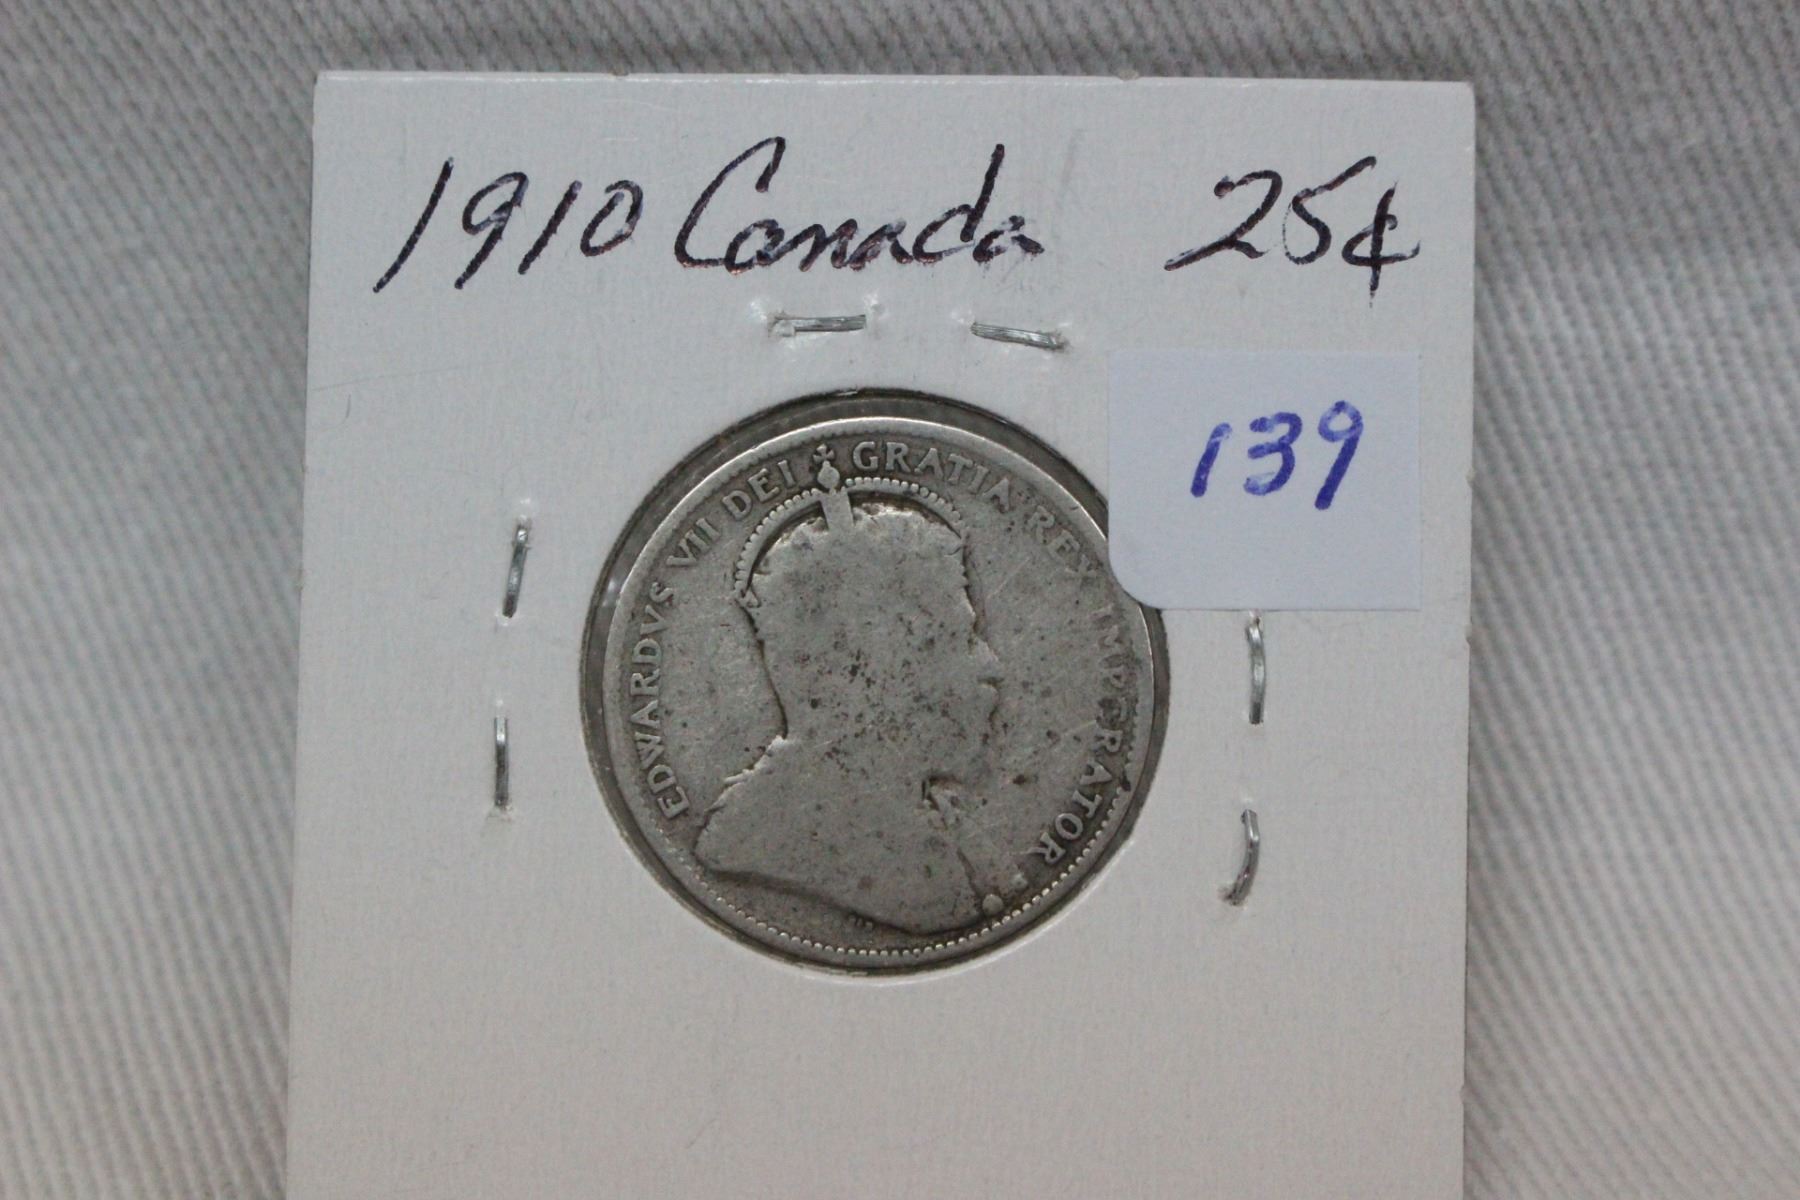 1910 Canada 25¢
139
EDWARDVS VII DEI GRATIA REX IMPERATOR